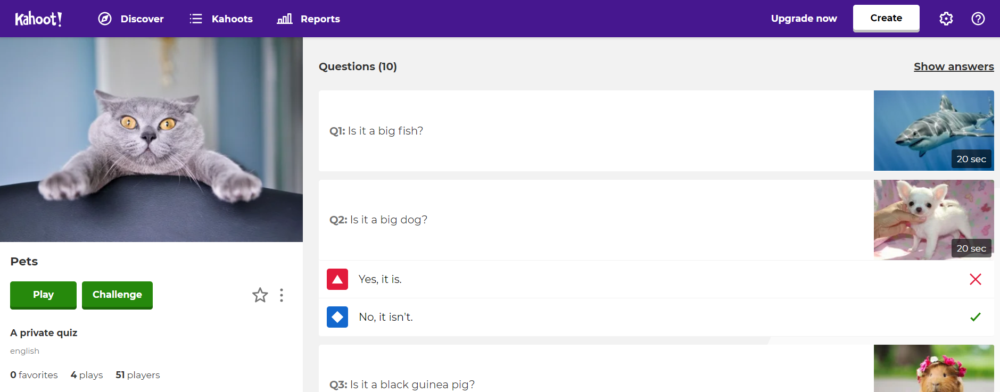 Kahoot!
Discover
Kahoots
Reports
Upgrade now
Create
?
Pets
Play
Challenge
A private quiz
english
0 favorites 4 plays 51 players
Questions (10)
Show answers
Q1: Is it a big fish?
20 sec
Q2: Is it a big dog?
20 sec
Yes, it is.
No, it isn't.
Q3: Is it a black guinea pig?